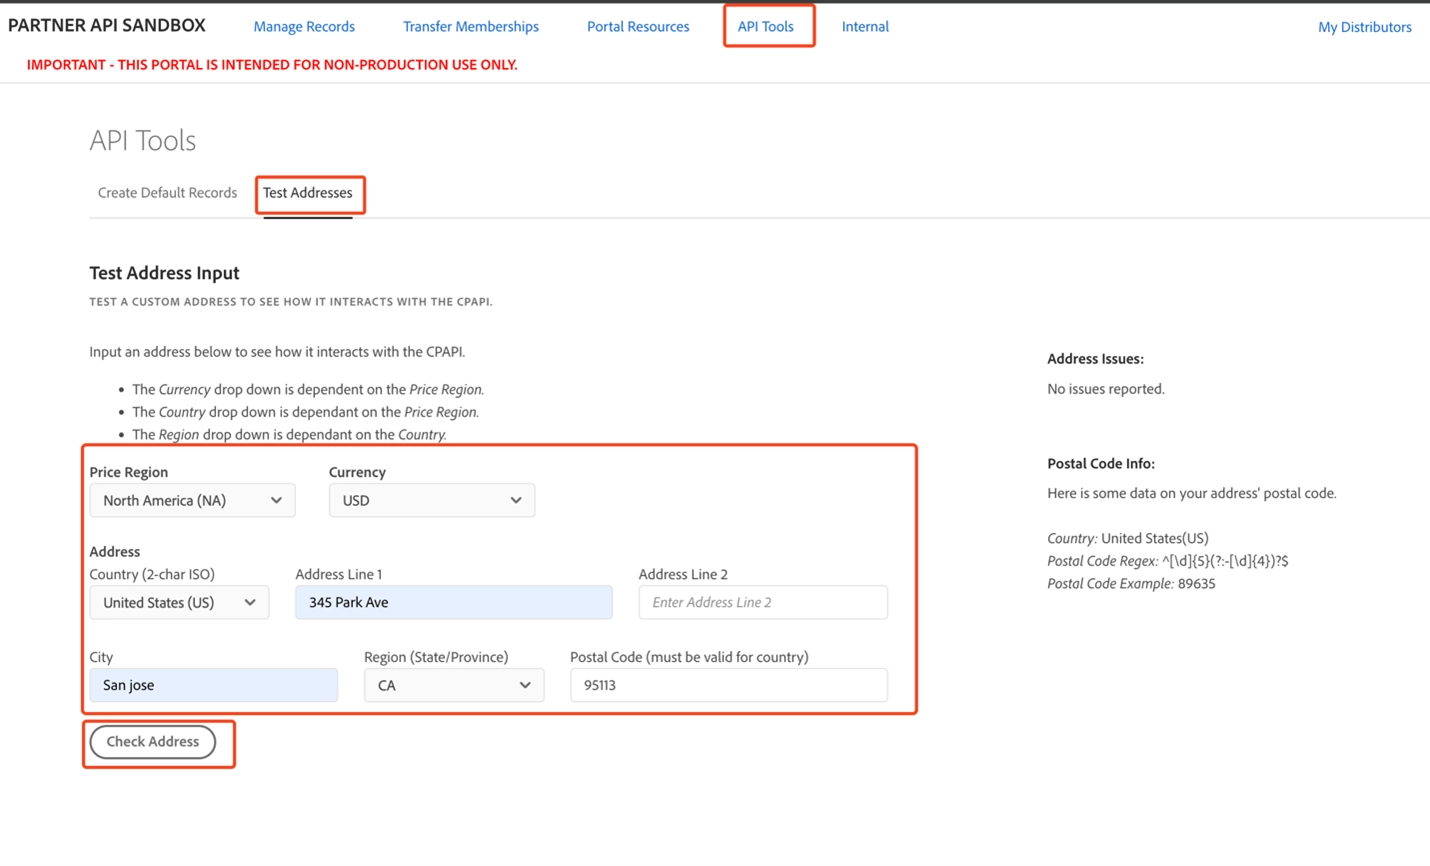 PARTNER API SANDBOX Manage Records Transfer Memberships Portal Resources API Tools Internal My Distributors
IMPORTANT - THIS PORTAL IS INTENDED FOR NON-PRODUCTION USE ONLY.
API Tools
Create Default Records Test Addresses
Test Address Input
TEST A CUSTOM ADDRESS TO SEE HOW IT INTERACTS WITH THE CPAPI.
Input an address below to see how it interacts with the CPAPI.
• The Currency drop down is dependent on the Price Region.
• The Country drop down is dependant on the Price Region.
• The Region drop down is dependant on the Country.
Price Region Currency
North America (NA) USD
Address
Country (2-char ISO) Address Line 1 Address Line 2
United States (US) 345 Park Ave Enter Address Line 2
City Region (State/Province) Postal Code (must be valid for country)
San jose CA 95113
Check Address
Address Issues:
No issues reported.
Postal Code Info:
Here is some data on your address' postal code.
Country: United States(US)
Postal Code Regex: ^[\d]{5}(?:-[\d]{4})?$
Postal Code Example: 89635